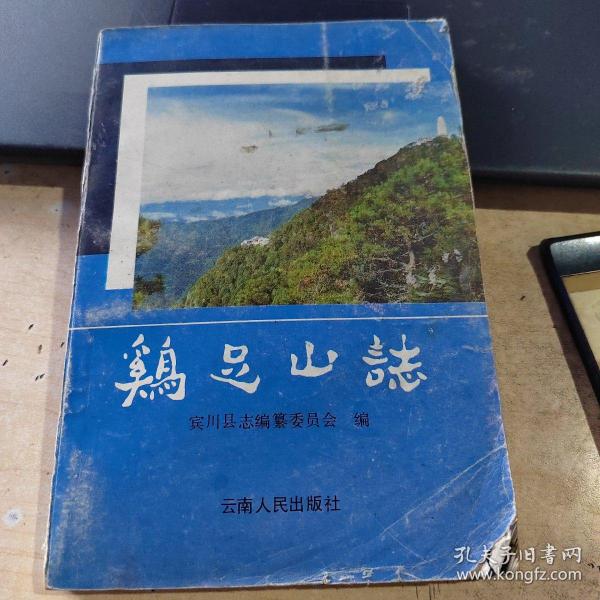 鷄足山誌
宾川县志编纂委员会 编
云南人民出版社
孔夫子旧书网
www.kongfz.com